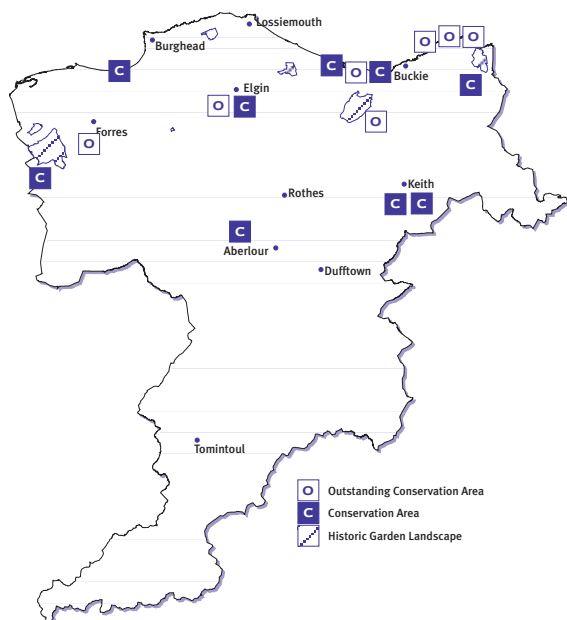 Lossiemouth
Burghead
O O O
C C O C
Buckie
C
Elgin
O C
O
Forres
O
C
Keith
Rothes
C C
C
Aberlour
Dufftown
Tomintoul
O Outstanding Conservation Area
C Conservation Area
Historic Garden Landscape